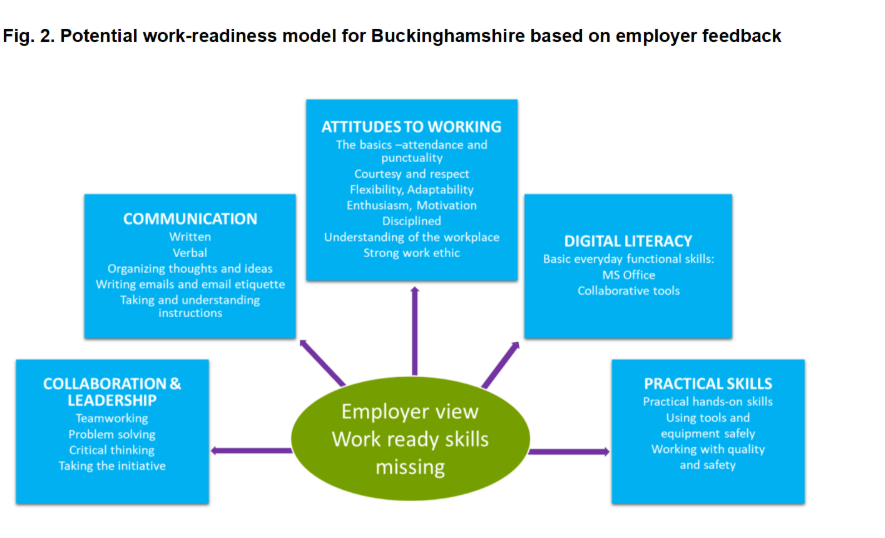 Fig. 2. Potential work-readiness model for Buckinghamshire based on employer feedback
ATTITUDES TO WORKING
The basics –attendance and
punctuality
Courtesy and respect
Flexibility, Adaptability
Enthusiasm, Motivation
Disciplined
Understanding of the workplace
Strong work ethic
COMMUNICATION
Written
Verbal
Organizing thoughts and ideas
Writing emails and email etiquette
Taking and understanding
instructions
DIGITAL LITERACY
Basic everyday functional skills:
MS Office
Collaborative tools
COLLABORATION &
LEADERSHIP
Teamworking
Problem solving
Critical thinking
Taking the initiative
Employer view
Work ready skills
missing
PRACTICAL SKILLS
Practical hands-on skills
Using tools and
equipment safely
Working with quality
and safety